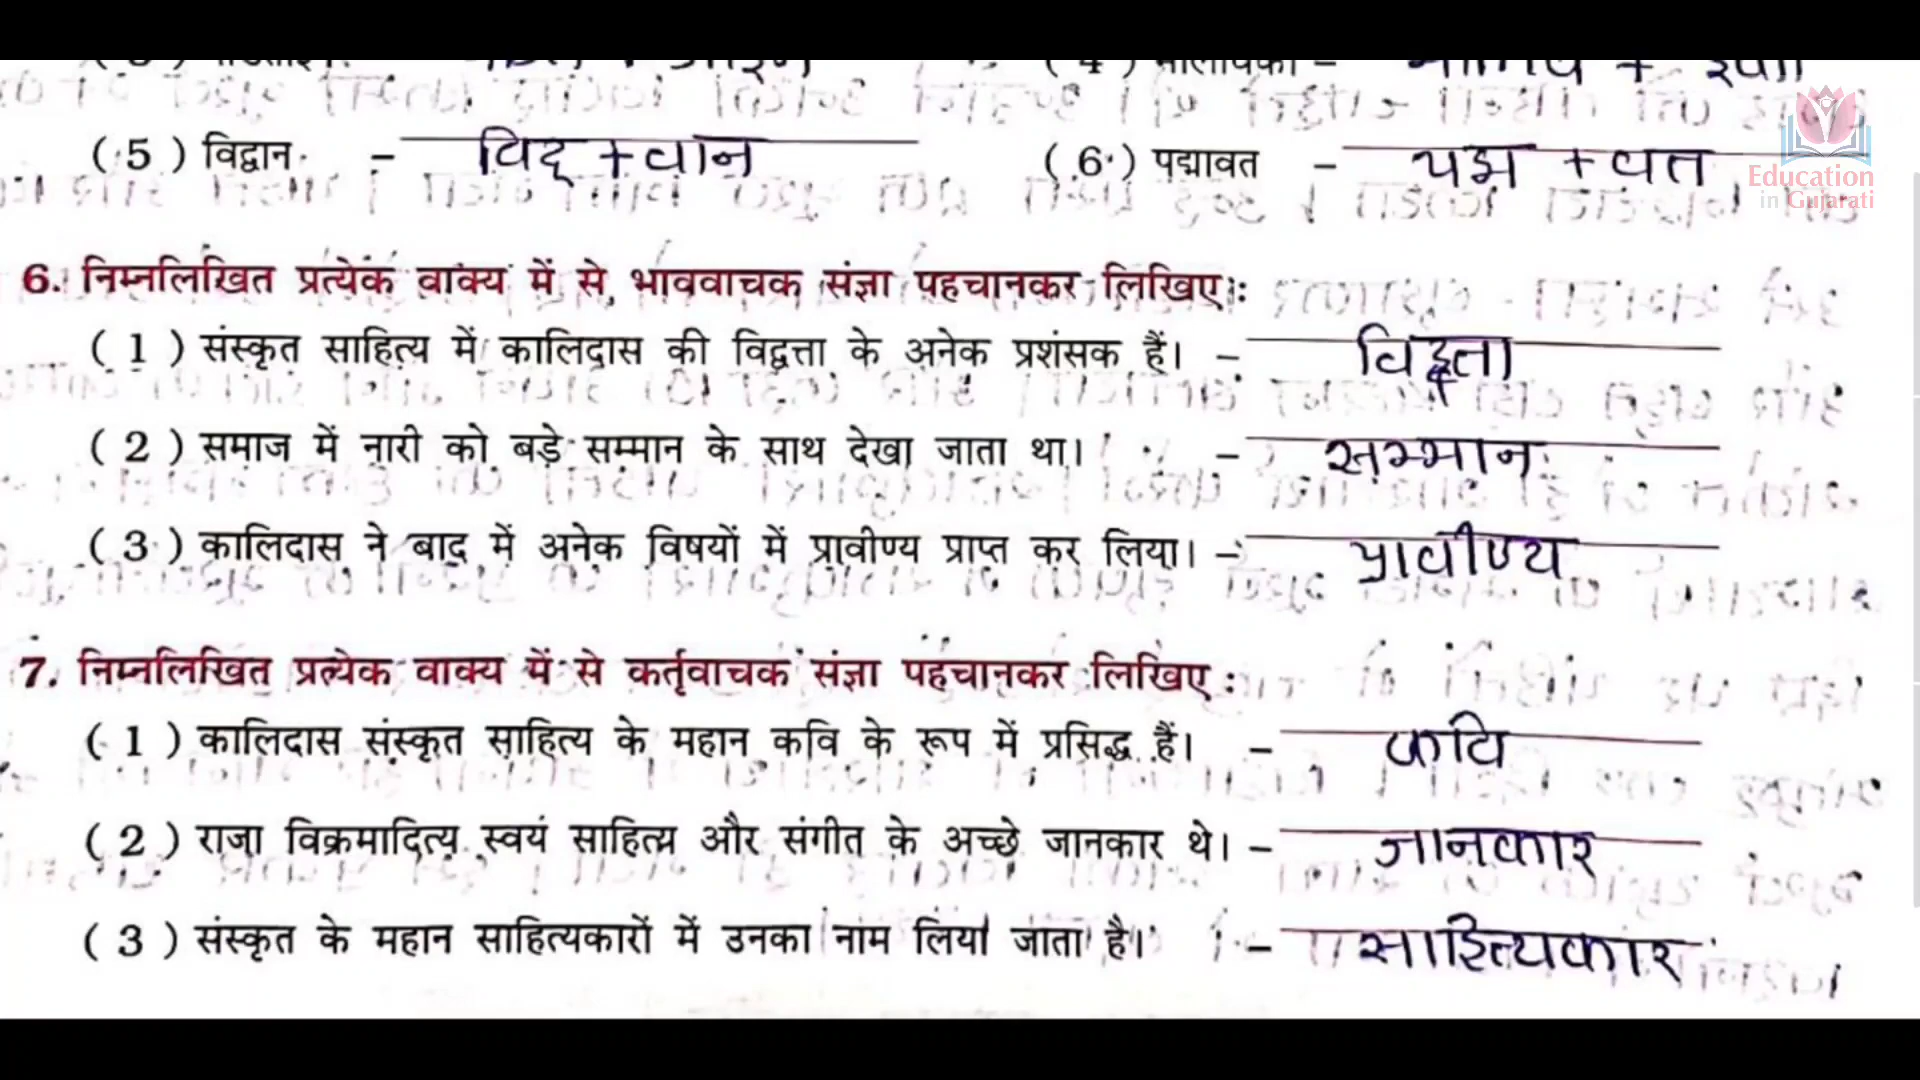 ( 5 ) विद्वान - विद् + वान ( 6 ) पद्मावत - पद्म + वत
Education
in Gujarati
6. निम्नलिखित प्रत्येक वाक्य में से भाववाचक संज्ञा पहचानकर लिखिए :
( 1 ) संस्कृत साहित्य में कालिदास की विद्वत्ता के अनेक प्रशंसक हैं। - विद्वत्ता
( 2 ) समाज में नारी को बड़े सम्मान के साथ देखा जाता था। - सम्मान
( 3 ) कालिदास ने बाद में अनेक विषयों में प्रावीण्य प्राप्त कर लिया। - प्रावीण्य
7. निम्नलिखित प्रत्येक वाक्य में से कर्तृवाचक संज्ञा पहचानकर लिखिए :
( 1 ) कालिदास संस्कृत साहित्य के महान कवि के रूप में प्रसिद्ध हैं। - कवि
( 2 ) राजा विक्रमादित्य स्वयं साहित्य और संगीत के अच्छे जानकार थे। - जानकार
( 3 ) संस्कृत के महान साहित्यकारों में उनका नाम लिया जाता है। - साहित्यकार